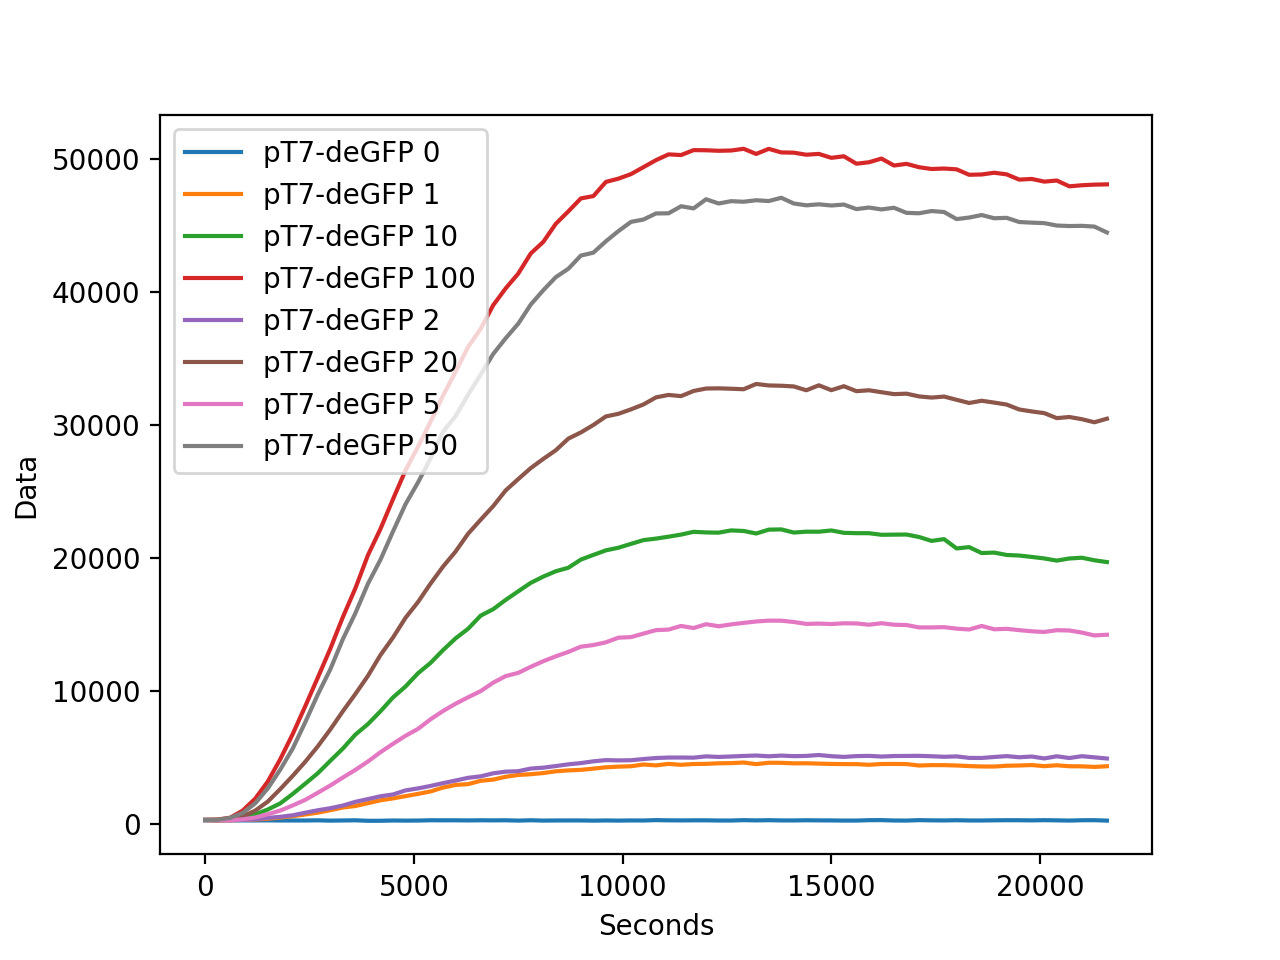 pT7-deGFP 0
pT7-deGFP 1
pT7-deGFP 10
pT7-deGFP 100
pT7-deGFP 2
pT7-deGFP 20
pT7-deGFP 5
pT7-deGFP 50
50000
40000
30000
20000
10000
0
Data
0
5000
10000
15000
20000
Seconds